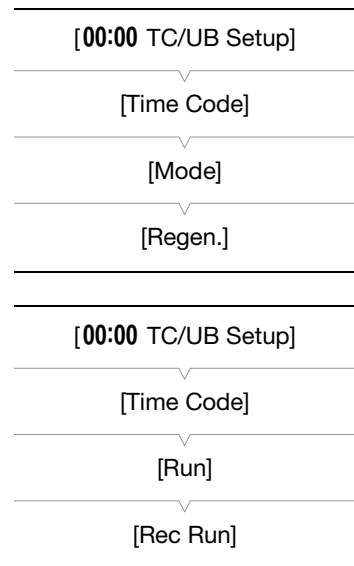 [00:00 TC/UB Setup]
[Time Code]
[Mode]
[Regen.]
[00:00 TC/UB Setup]
[Time Code]
[Run]
[Rec Run]